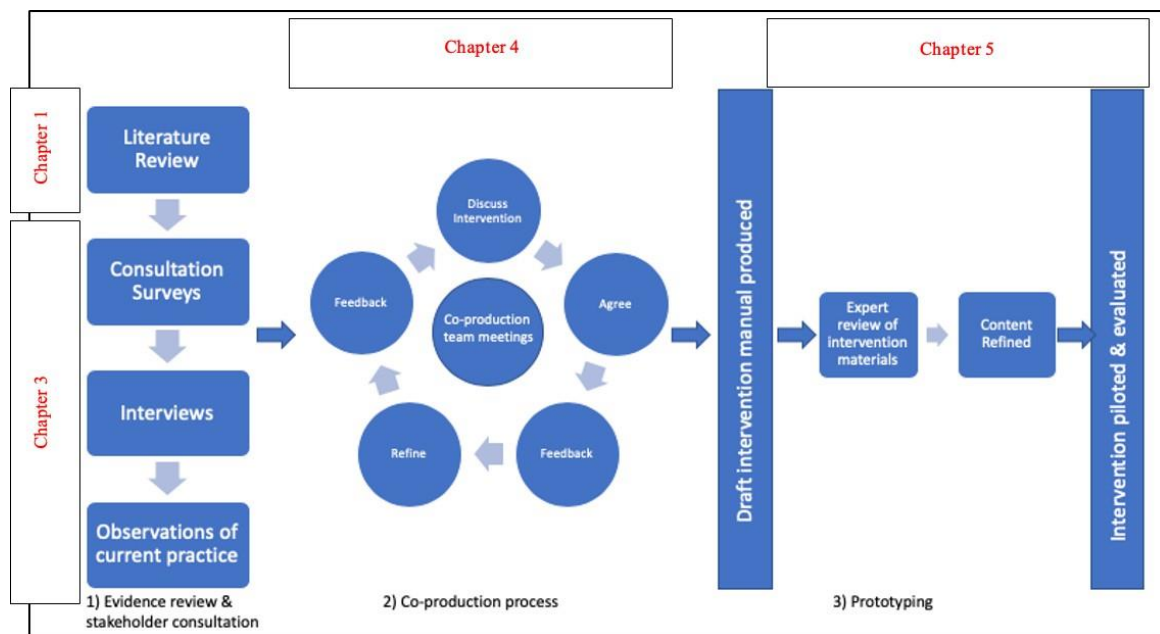 Chapter 4
Chapter 5
Chapter 1
Chapter 3
Literature
Review
Consultation
Surveys
Interviews
Observations of
current practice
1) Evidence review &
stakeholder consultation
Discuss
Intervention
Agree
Feedback
Refine
Feedback
Co-production
team meetings
2) Co-production process
Draft intervention manual produced
Expert
review of
intervention
materials
Content
Refined
3) Prototyping
Intervention piloted & evaluated